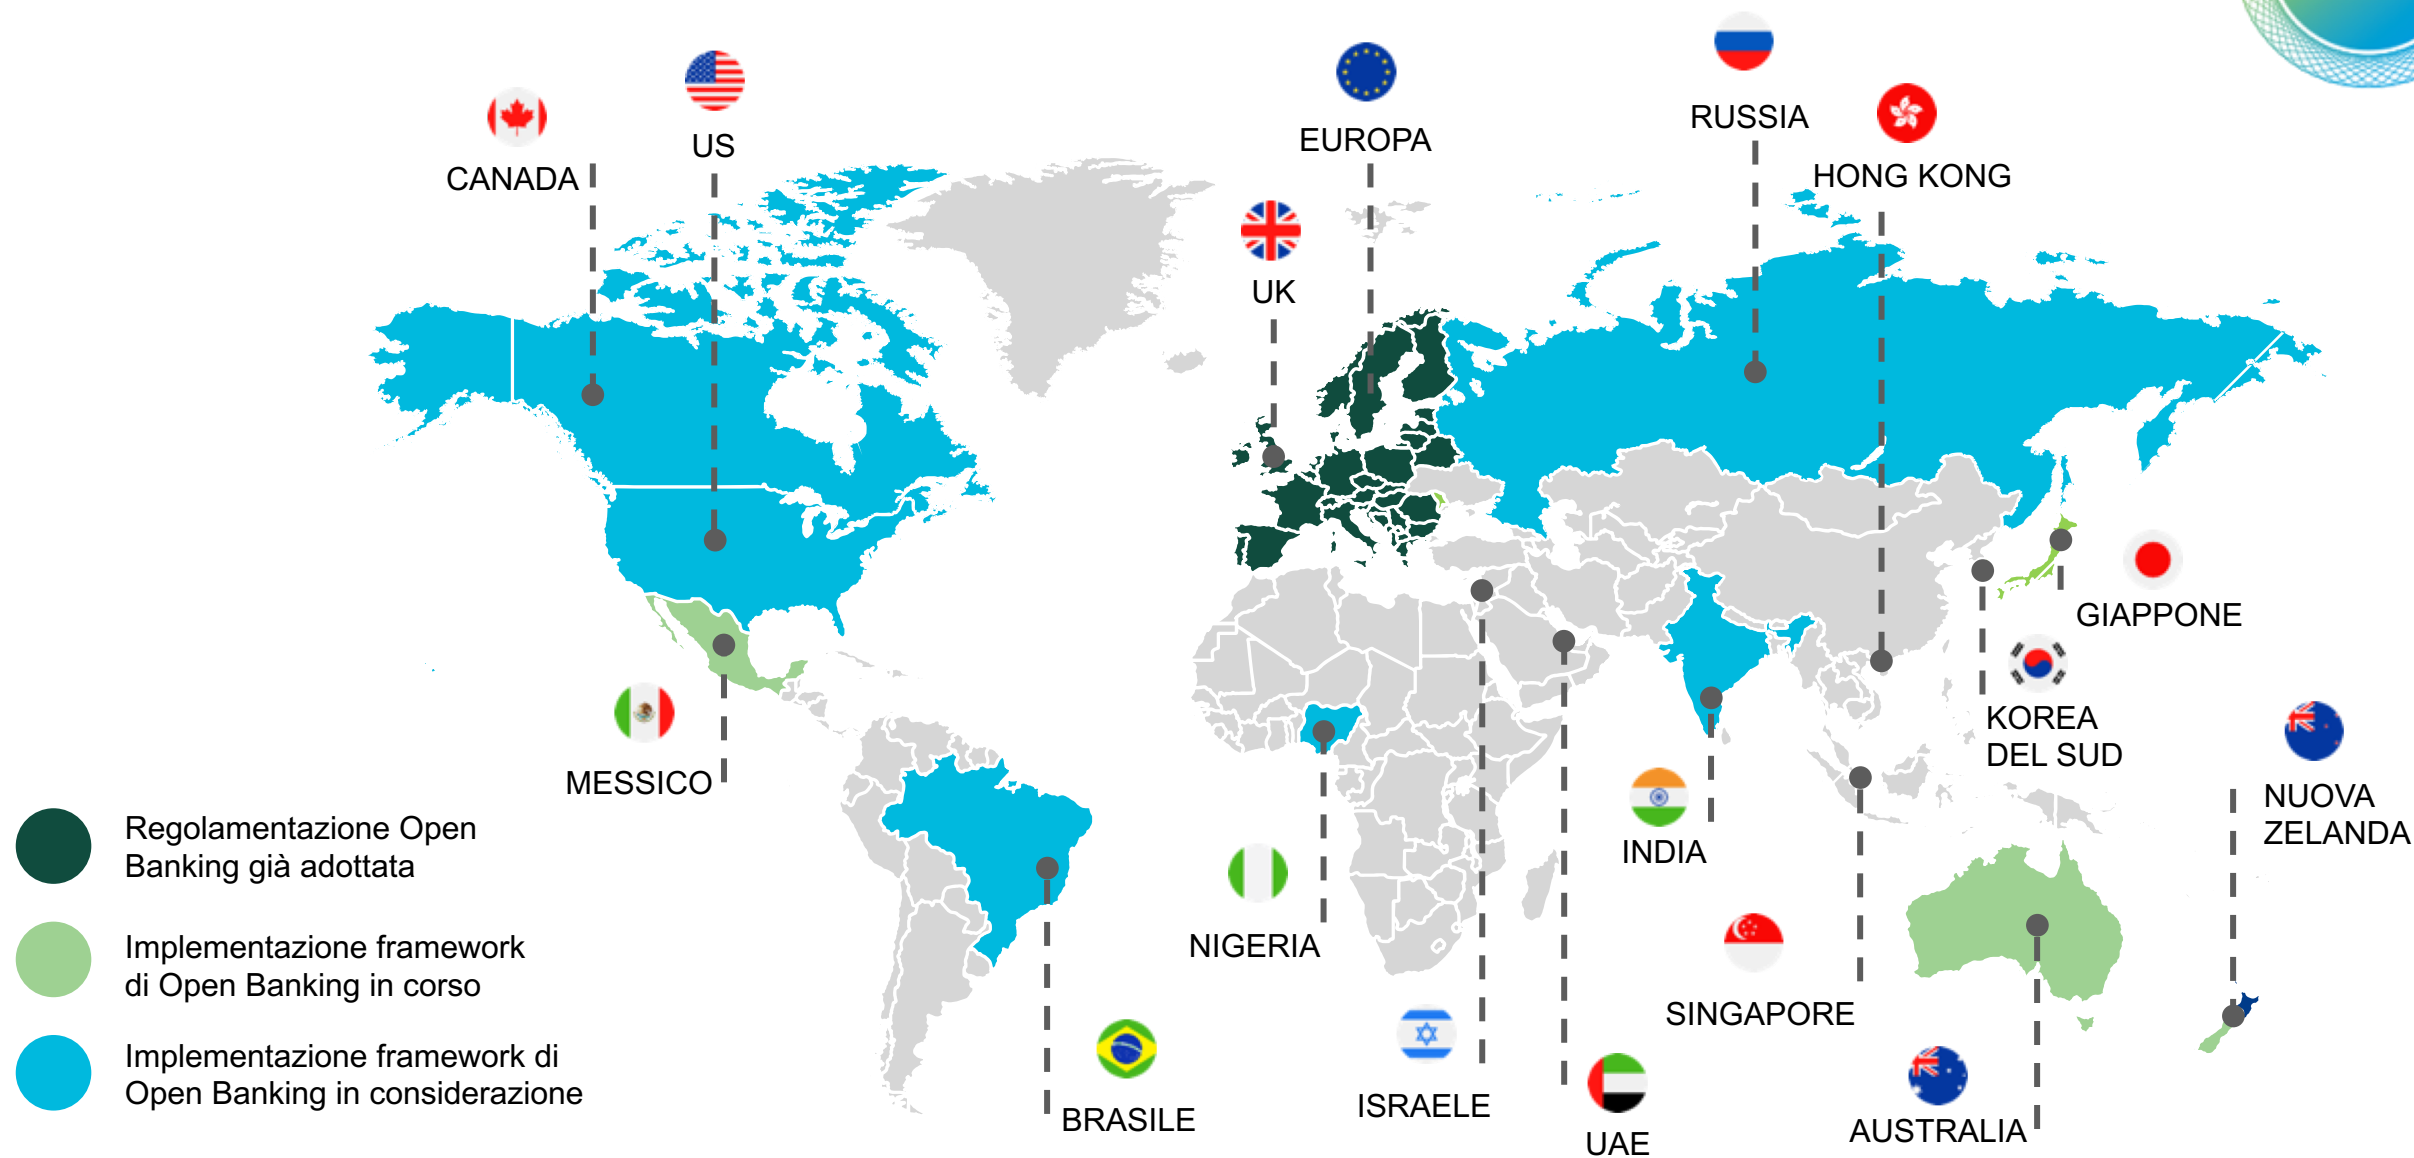 US
CANADA
EUROPA
RUSSIA
HONG KONG
UK
GIAPPONE
KOREA
DEL SUD
MESSICO
NUOVA
ZELANDA
INDIA
NIGERIA
SINGAPORE
ISRAELE
BRASILE
UAE
AUSTRALIA
Regolamentazione Open
Banking già adottata
Implementazione framework
di Open Banking in corso
Implementazione framework di
Open Banking in considerazione